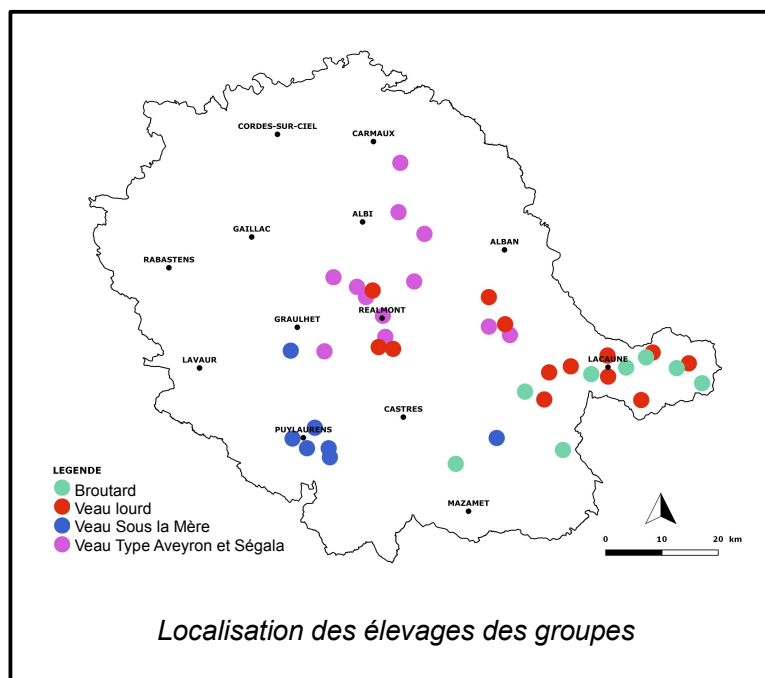 CORDES-SUR-CIEL
CARMAUX
ALBI
GAILLAC
ALBAN
RABASTENS
REALMONT
GRAULHET
LACAUNE
LAVAUR
CASTRES
PUYLAURENS
LEGENDE
Broutard
Veau lourd
Veau Sous la Mère
Veau Type Aveyron et Ségala
MAZAMET
0 10 20 km
Localisation des élevages des groupes